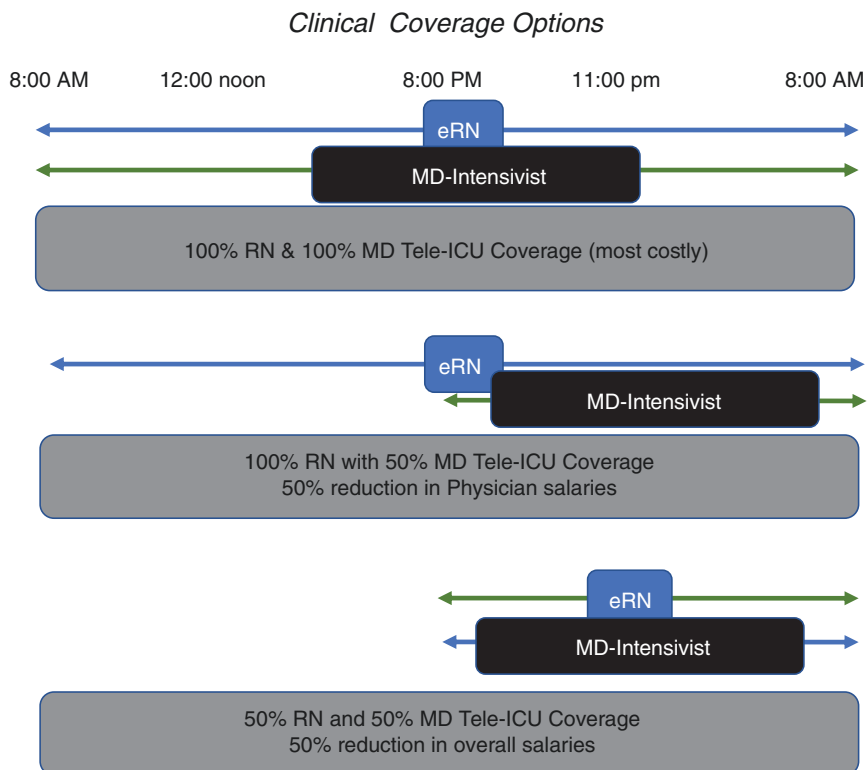 Clinical Coverage Options
8:00 AM 12:00 noon 8:00 PM 11:00 pm 8:00 AM
eRN
MD-Intensivist
100% RN & 100% MD Tele-ICU Coverage (most costly)
eRN
MD-Intensivist
100% RN with 50% MD Tele-ICU Coverage
50% reduction in Physician salaries
eRN
MD-Intensivist
50% RN and 50% MD Tele-ICU Coverage
50% reduction in overall salaries